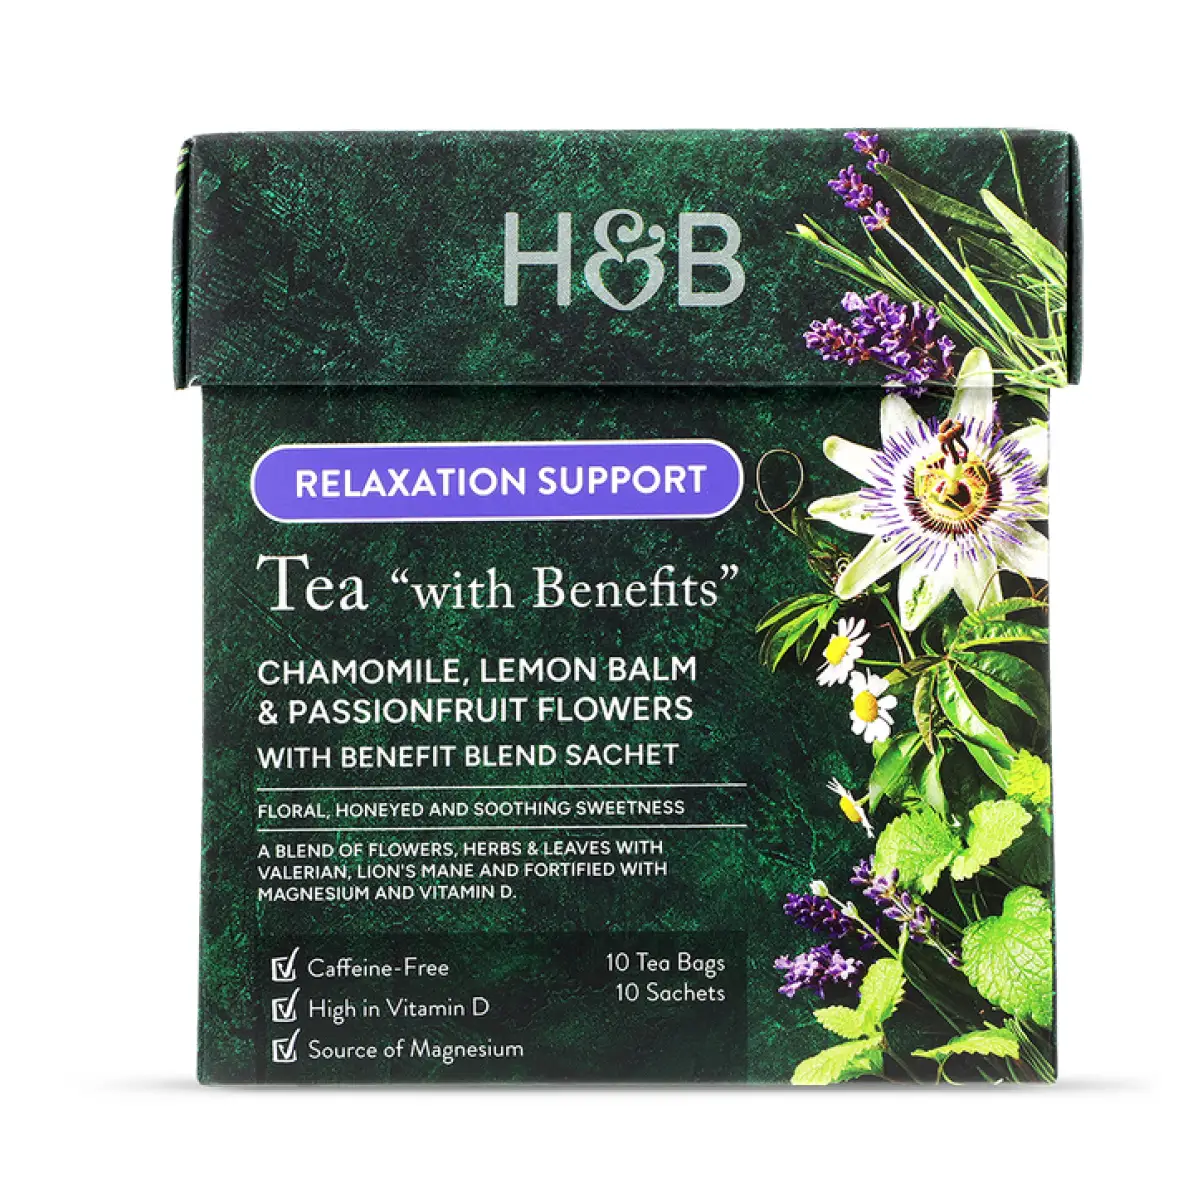 H&B
RELAXATION SUPPORT
Tea “with Benefits”
CHAMOMILE, LEMON BALM
& PASSIONFRUIT FLOWERS
WITH BENEFIT BLEND SACHET
FLORAL, HONEYED AND SOOTHING SWEETNESS
A BLEND OF FLOWERS, HERBS & LEAVES WITH
VALERIAN, LION'S MANE AND FORTIFIED WITH
MAGNESIUM AND VITAMIN D.
Caffeine-Free
High in Vitamin D
Source of Magnesium
10 Tea Bags
10 Sachets